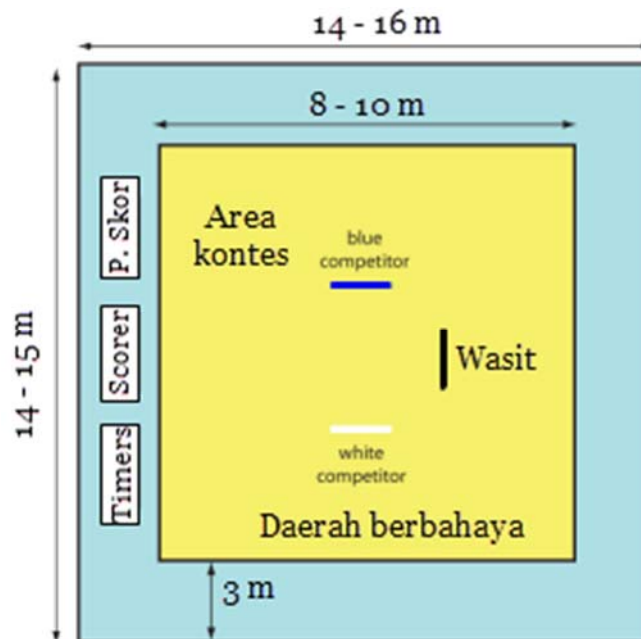 14 - 16 m
8 - 10 m
Area
kontes
blue
competitor
P. Skor
Scorer
Timers
14 - 15 m
Wasit
white
competitor
Daerah berbahaya
3 m